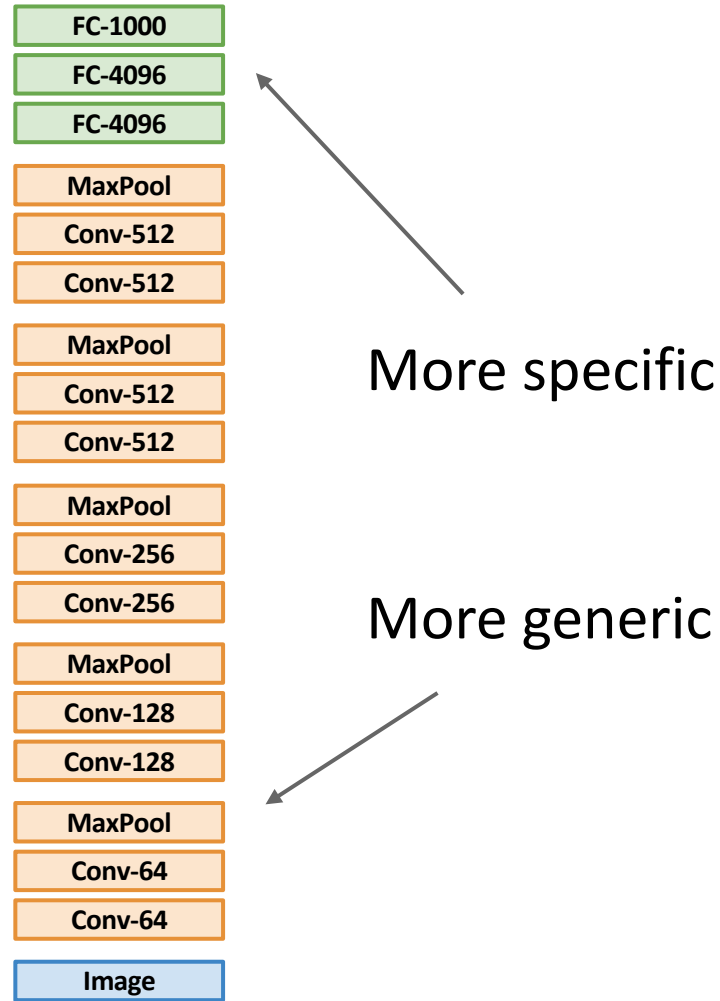 FC-1000
FC-4096
FC-4096
MaxPool
Conv-512
Conv-512
MaxPool
Conv-512
Conv-512
More specific
MaxPool
Conv-256
Conv-256
More generic
MaxPool
Conv-128
Conv-128
MaxPool
Conv-64
Conv-64
Image